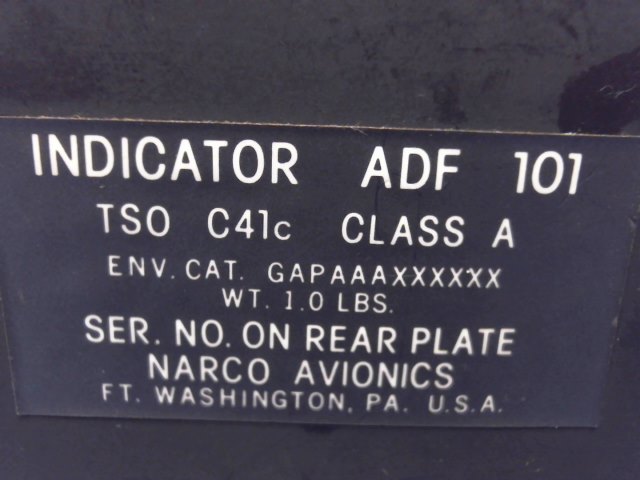 INDICATOR ADF 101
TSO C41c CLASS A
ENV. CAT. GAPAAAXXXXXX
WT. 1.0 LBS.
SER. NO. ON REAR PLATE
NARCO AVIONICS
FT. WASHINGTON, PA. U.S.A.